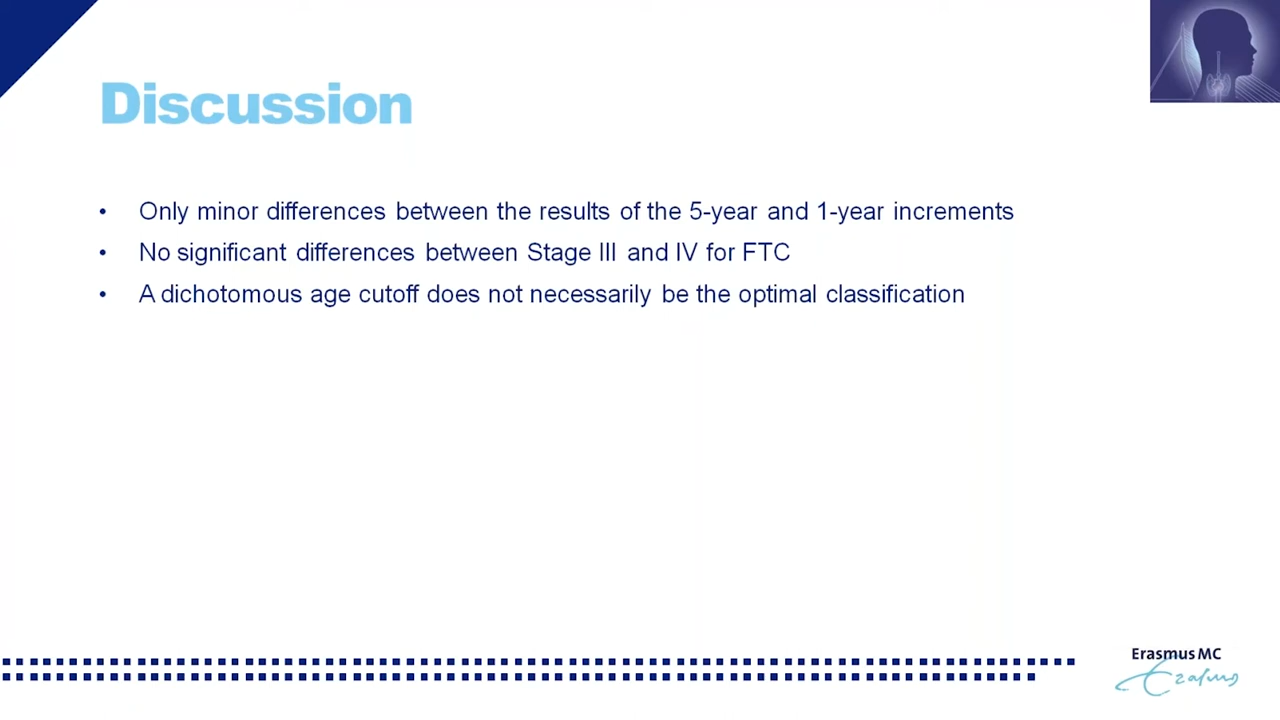 Discussion
• Only minor differences between the results of the 5-year and 1-year increments
• No significant differences between Stage III and IV for FTC
• A dichotomous age cutoff does not necessarily be the optimal classification
Erasmus MC
Erasmus